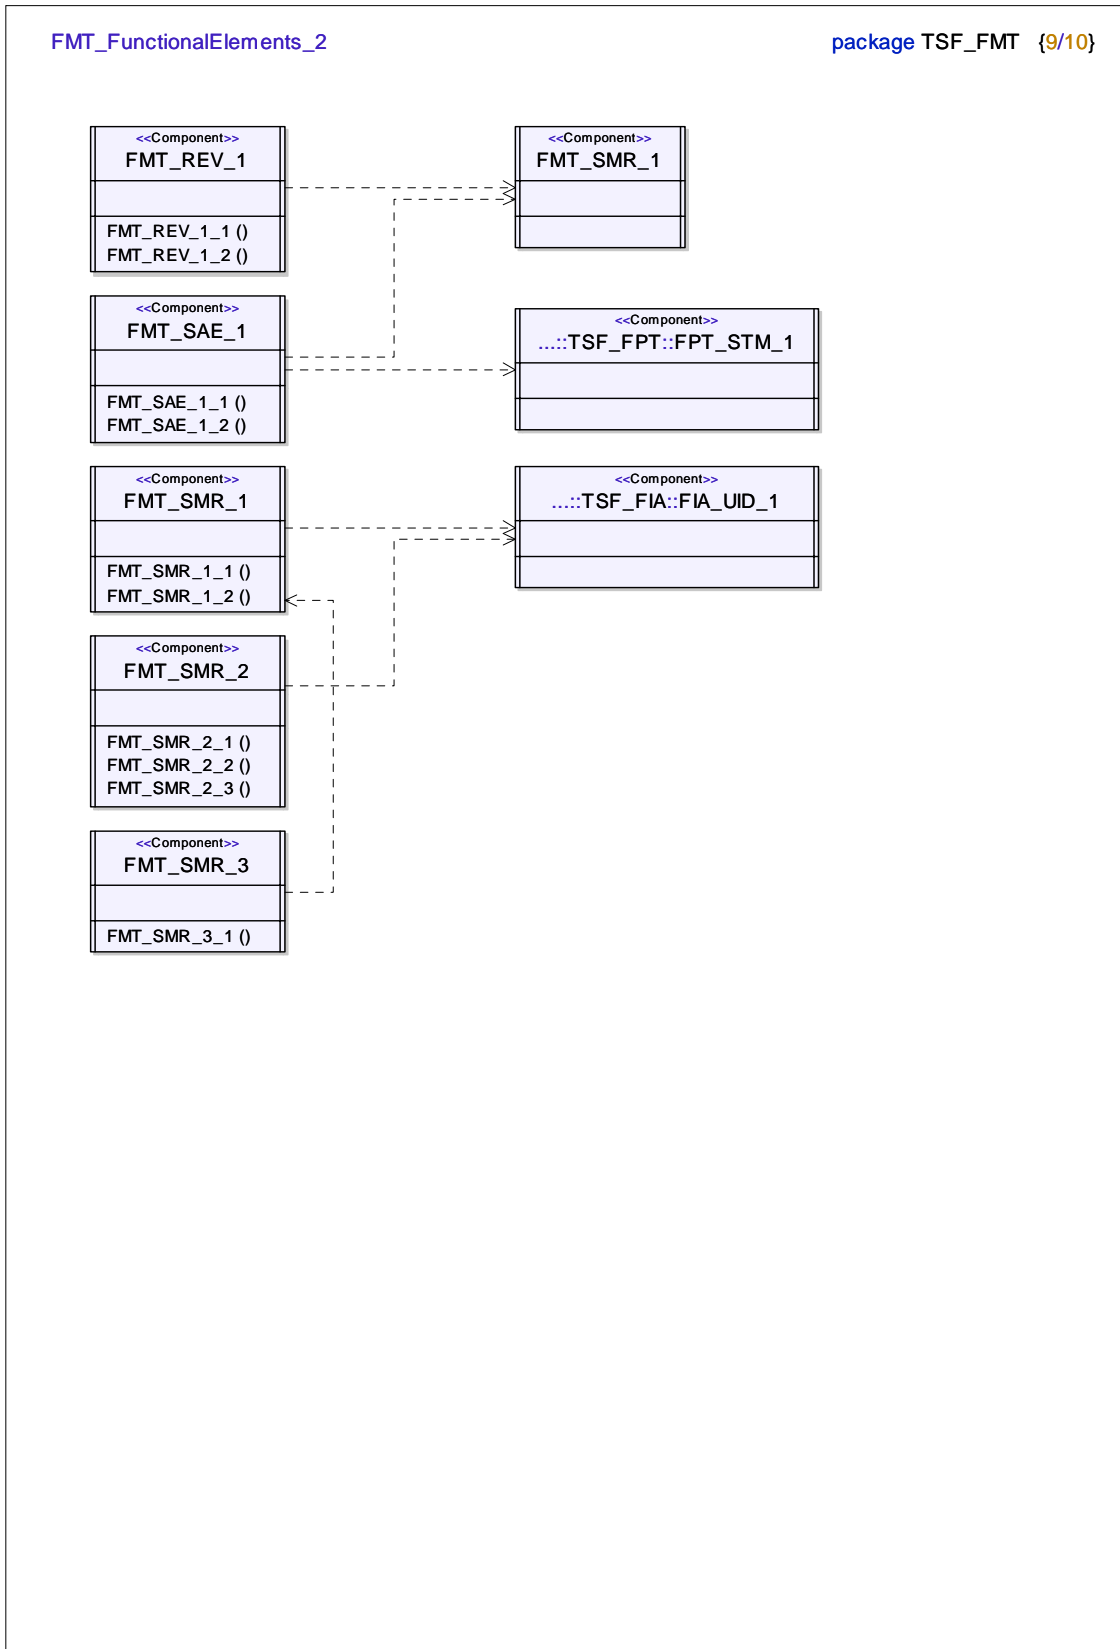 FMT_FunctionalElements_2
package TSF_FMT {9/10}
<<Component>>
FMT_REV_1
FMT_REV_1_1 ()
FMT_REV_1_2 ()
<<Component>>
FMT_SMR_1
<<Component>>
FMT_SAE_1
FMT_SAE_1_1 ()
FMT_SAE_1_2 ()
<<Component>>
...::TSF_FPT::FPT_STM_1
<<Component>>
FMT_SMR_1
FMT_SMR_1_1 ()
FMT_SMR_1_2 ()
<<Component>>
...::TSF_FIA::FIA_UID_1
<<Component>>
FMT_SMR_2
FMT_SMR_2_1 ()
FMT_SMR_2_2 ()
FMT_SMR_2_3 ()
<<Component>>
FMT_SMR_3
FMT_SMR_3_1 ()